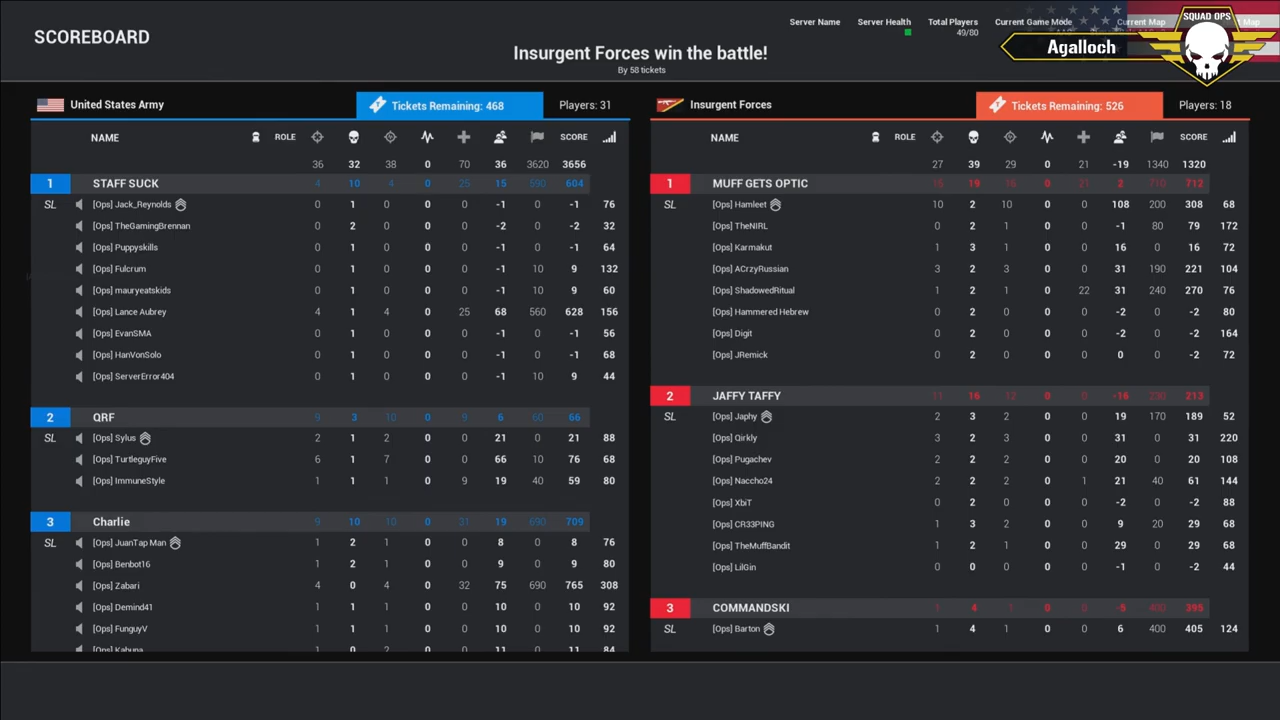 SCOREBOARD
Server Name Server Health Total Players Current Game Mode Current Map
49/80
SQUAD OPS
Agalloch
Insurgent Forces win the battle!
By 58 tickets
United States Army Tickets Remaining: 468 Players: 31
NAME ROLE SCORE
36 32 38 0 70 36 3620 3656
1 STAFF SUCK 4 10 4 0 25 15 590 604
SL [Ops] Jack_Reynolds 0 1 0 0 0 -1 0 -1 76
[Ops] TheGamingBrennan 0 2 0 0 0 -2 0 -2 32
[Ops] Puppyskills 0 1 0 0 0 -1 0 -1 64
[Ops] Fulcrum 0 1 0 0 0 -1 10 9 132
[Ops] mauryeatskids 0 1 0 0 0 -1 10 9 60
[Ops] Lance Aubrey 4 1 4 0 25 68 560 628 156
[Ops] EvanSMA 0 1 0 0 0 -1 0 -1 56
[Ops] HanVonSolo 0 1 0 0 0 -1 0 -1 68
[Ops] ServerError404 0 1 0 0 0 -1 10 9 44
2 QRF 9 3 10 0 9 6 60 66
SL [Ops] Sylus 2 1 2 0 0 21 0 21 88
[Ops] TurtleguyFive 6 1 7 0 0 66 10 76 68
[Ops] ImmuneStyle 1 1 1 0 9 19 40 59 80
3 Charlie 9 10 10 0 31 19 690 709
SL [Ops] JuanTap Man 1 2 1 0 0 8 0 8 76
[Ops] Benbot16 1 2 1 0 0 9 0 9 80
[Ops] Zabari 4 0 4 0 32 75 690 765 308
[Ops] Demind41 1 1 1 0 0 10 0 10 92
[Ops] FunguyV 1 1 1 0 0 10 0 10 92
[Ops] Kahuna 1 0 2 0 0 11 0 11 84
Insurgent Forces Tickets Remaining: 526 Players: 18
NAME ROLE SCORE
27 39 29 0 21 -19 1340 1320
1 MUFF GETS OPTIC 15 19 16 0 21 2 710 712
SL [Ops] Hamleet 10 2 10 0 0 108 200 308 68
[Ops] TheNIRL 0 2 1 0 0 -1 80 79 172
[Ops] Karmakut 1 3 1 0 0 16 0 16 72
[Ops] ACrzyRussian 3 2 3 0 0 31 190 221 104
[Ops] ShadowedRitual 1 2 1 0 22 31 240 270 76
[Ops] Hammered Hebrew 0 2 0 0 0 -2 0 -2 80
[Ops] Digit 0 2 0 0 0 -2 0 -2 164
[Ops] JRemick 0 2 0 0 0 0 0 -2 72
2 JAFFY TAFFY 11 16 12 0 0 -16 230 213
SL [Ops] Japhy 2 3 2 0 0 19 170 189 52
[Ops] Qirkly 3 2 3 0 0 31 0 31 220
[Ops] Pugachev 2 2 2 0 0 20 0 20 108
[Ops] Naccho24 2 2 2 0 1 21 40 61 144
[Ops] XbiT 0 2 0 0 0 -2 0 -2 88
[Ops] CR33PING 1 3 2 0 0 9 20 29 68
[Ops] TheMuffBandit 1 2 1 0 0 29 0 29 68
[Ops] LilGin 0 0 0 0 0 -1 0 -2 44
3 COMMANDSKI 1 4 1 0 0 -5 400 395
SL [Ops] Barton 1 4 1 0 0 6 400 405 124